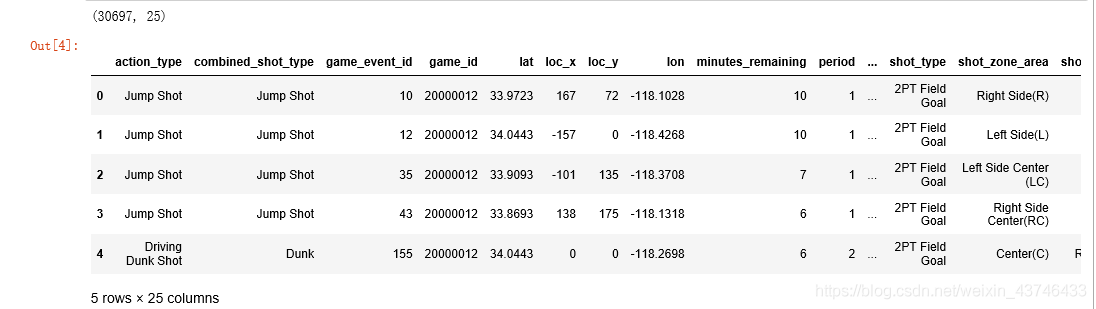 (30697, 25)
Out[4]:
action_type combined_shot_type game_event_id game_id lat loc_x loc_y lon minutes_remaining period ... shot_type shot_zone_area sho
0 Jump Shot Jump Shot 10 20000012 33.9723 167 72 -118.1028 10 1 ... 2PT Field Goal Right Side(R)
1 Jump Shot Jump Shot 12 20000012 34.0443 -157 0 -118.4268 10 1 ... 2PT Field Goal Left Side(L)
2 Jump Shot Jump Shot 35 20000012 33.9093 -101 135 -118.3708 7 1 ... 2PT Field Goal Left Side Center (LC)
3 Jump Shot Jump Shot 43 20000012 33.8693 138 175 -118.1318 6 1 ... 2PT Field Goal Right Side Center(RC)
4 Driving Dunk Shot Dunk 155 20000012 34.0443 0 0 -118.2698 6 2 ... 2PT Field Goal Center(C) R
5 rows × 25 columns
https://blog.csdn.net/weixin_43746433